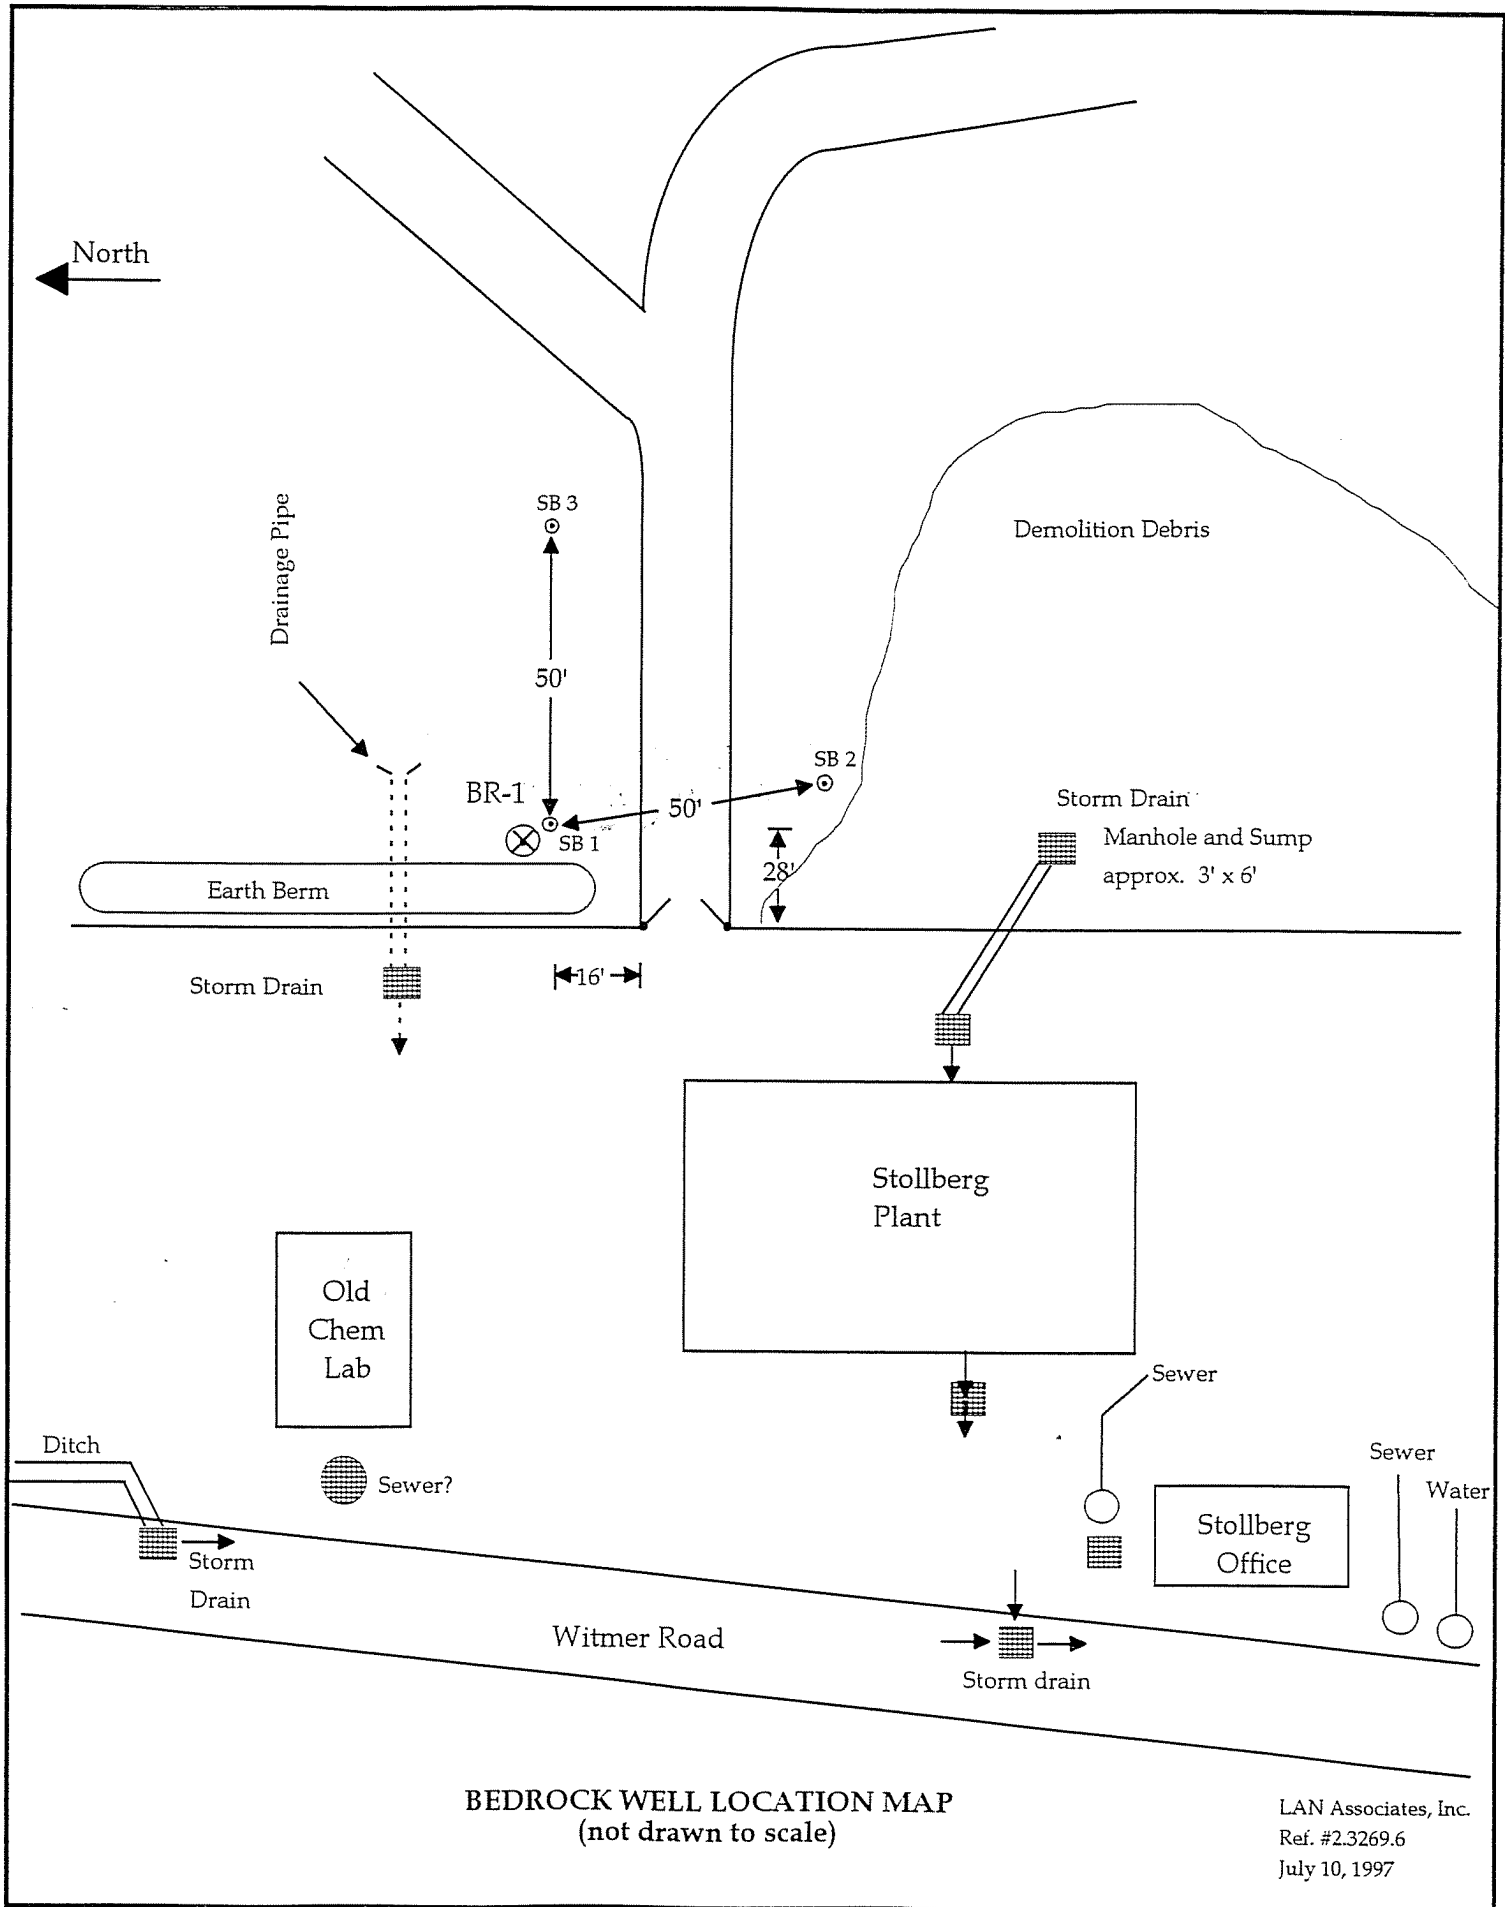 North
SB 3
Drainage Pipe
Demolition Debris
50'
SB 2
BR-1
50'
Storm Drain
SB 1
Manhole and Sump
28'
approx. 3' x 6'
Earth Berm
Storm Drain
16'
Stollberg
Plant
Old
Chem
Lab
Sewer
Ditch
Sewer?
Sewer
Water
Stollberg
Office
Storm
Drain
Witmer Road
Storm drain
BEDROCK WELL LOCATION MAP
(not drawn to scale)
LAN Associates, Inc.
Ref. #2.3269.6
July 10, 1997